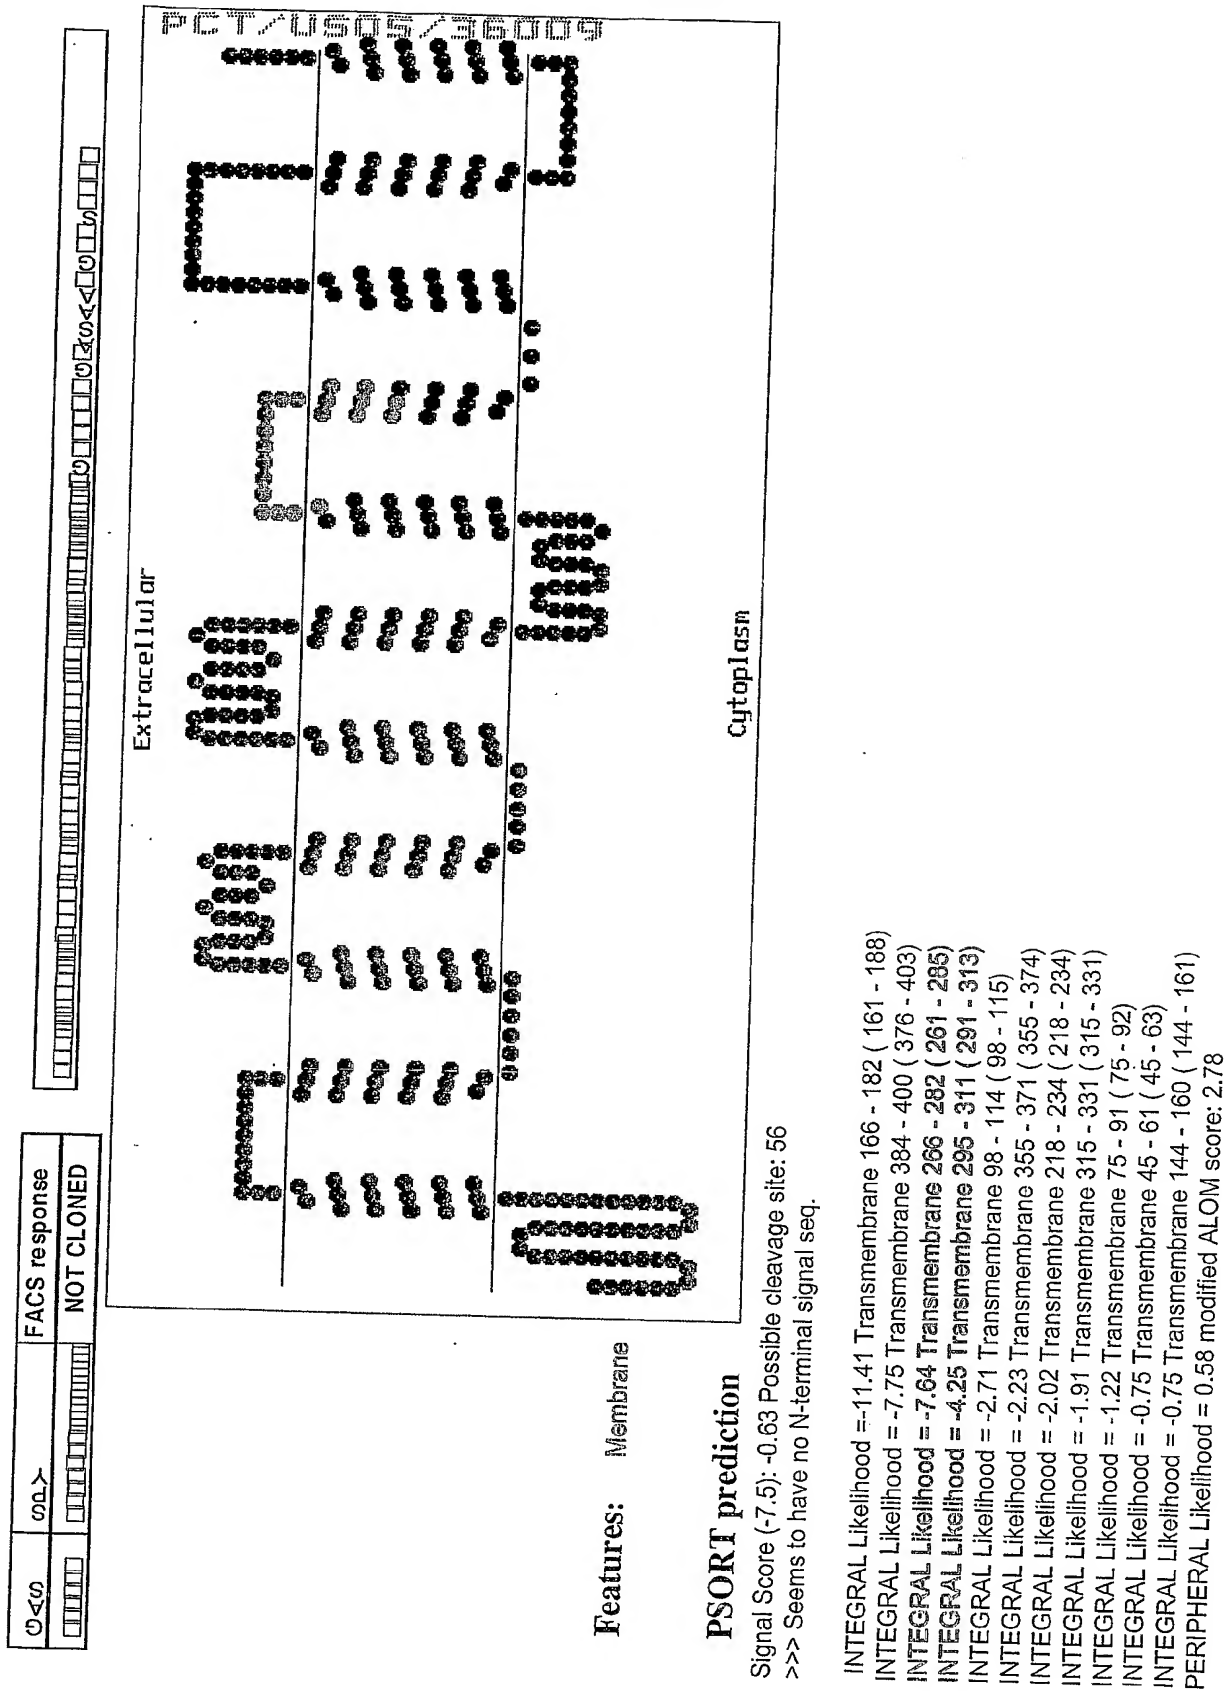 GAS
SPy
FACS response
NOT CLONED
PCT/US05/36009
Extracellular
Cytoplasm
Features: Membrane
PSORT prediction
Signal Score (-7.5): -0.63 Possible cleavage site: 56
>>> Seems to have no N-terminal signal seq.
INTEGRAL Likelihood =-11.41 Transmembrane 166 - 182 ( 161 - 188)
INTEGRAL Likelihood = -7.75 Transmembrane 384 - 400 ( 376 - 403)
INTEGRAL Likelihood = -7.64 Transmembrane 266 - 282 ( 261 - 285)
INTEGRAL Likelihood = -4.25 Transmembrane 295 - 311 ( 291 - 313)
INTEGRAL Likelihood = -2.71 Transmembrane 98 - 114 ( 98 - 115)
INTEGRAL Likelihood = -2.23 Transmembrane 355 - 371 ( 355 - 374)
INTEGRAL Likelihood = -2.02 Transmembrane 218 - 234 ( 218 - 234)
INTEGRAL Likelihood = -1.91 Transmembrane 315 - 331 ( 315 - 331)
INTEGRAL Likelihood = -1.22 Transmembrane 75 - 91 ( 75 - 92)
INTEGRAL Likelihood = -0.75 Transmembrane 45 - 61 ( 45 - 63)
INTEGRAL Likelihood = -0.75 Transmembrane 144 - 160 ( 144 - 161)
PERIPHERAL Likelihood = 0.58 modified ALOM score: 2.78